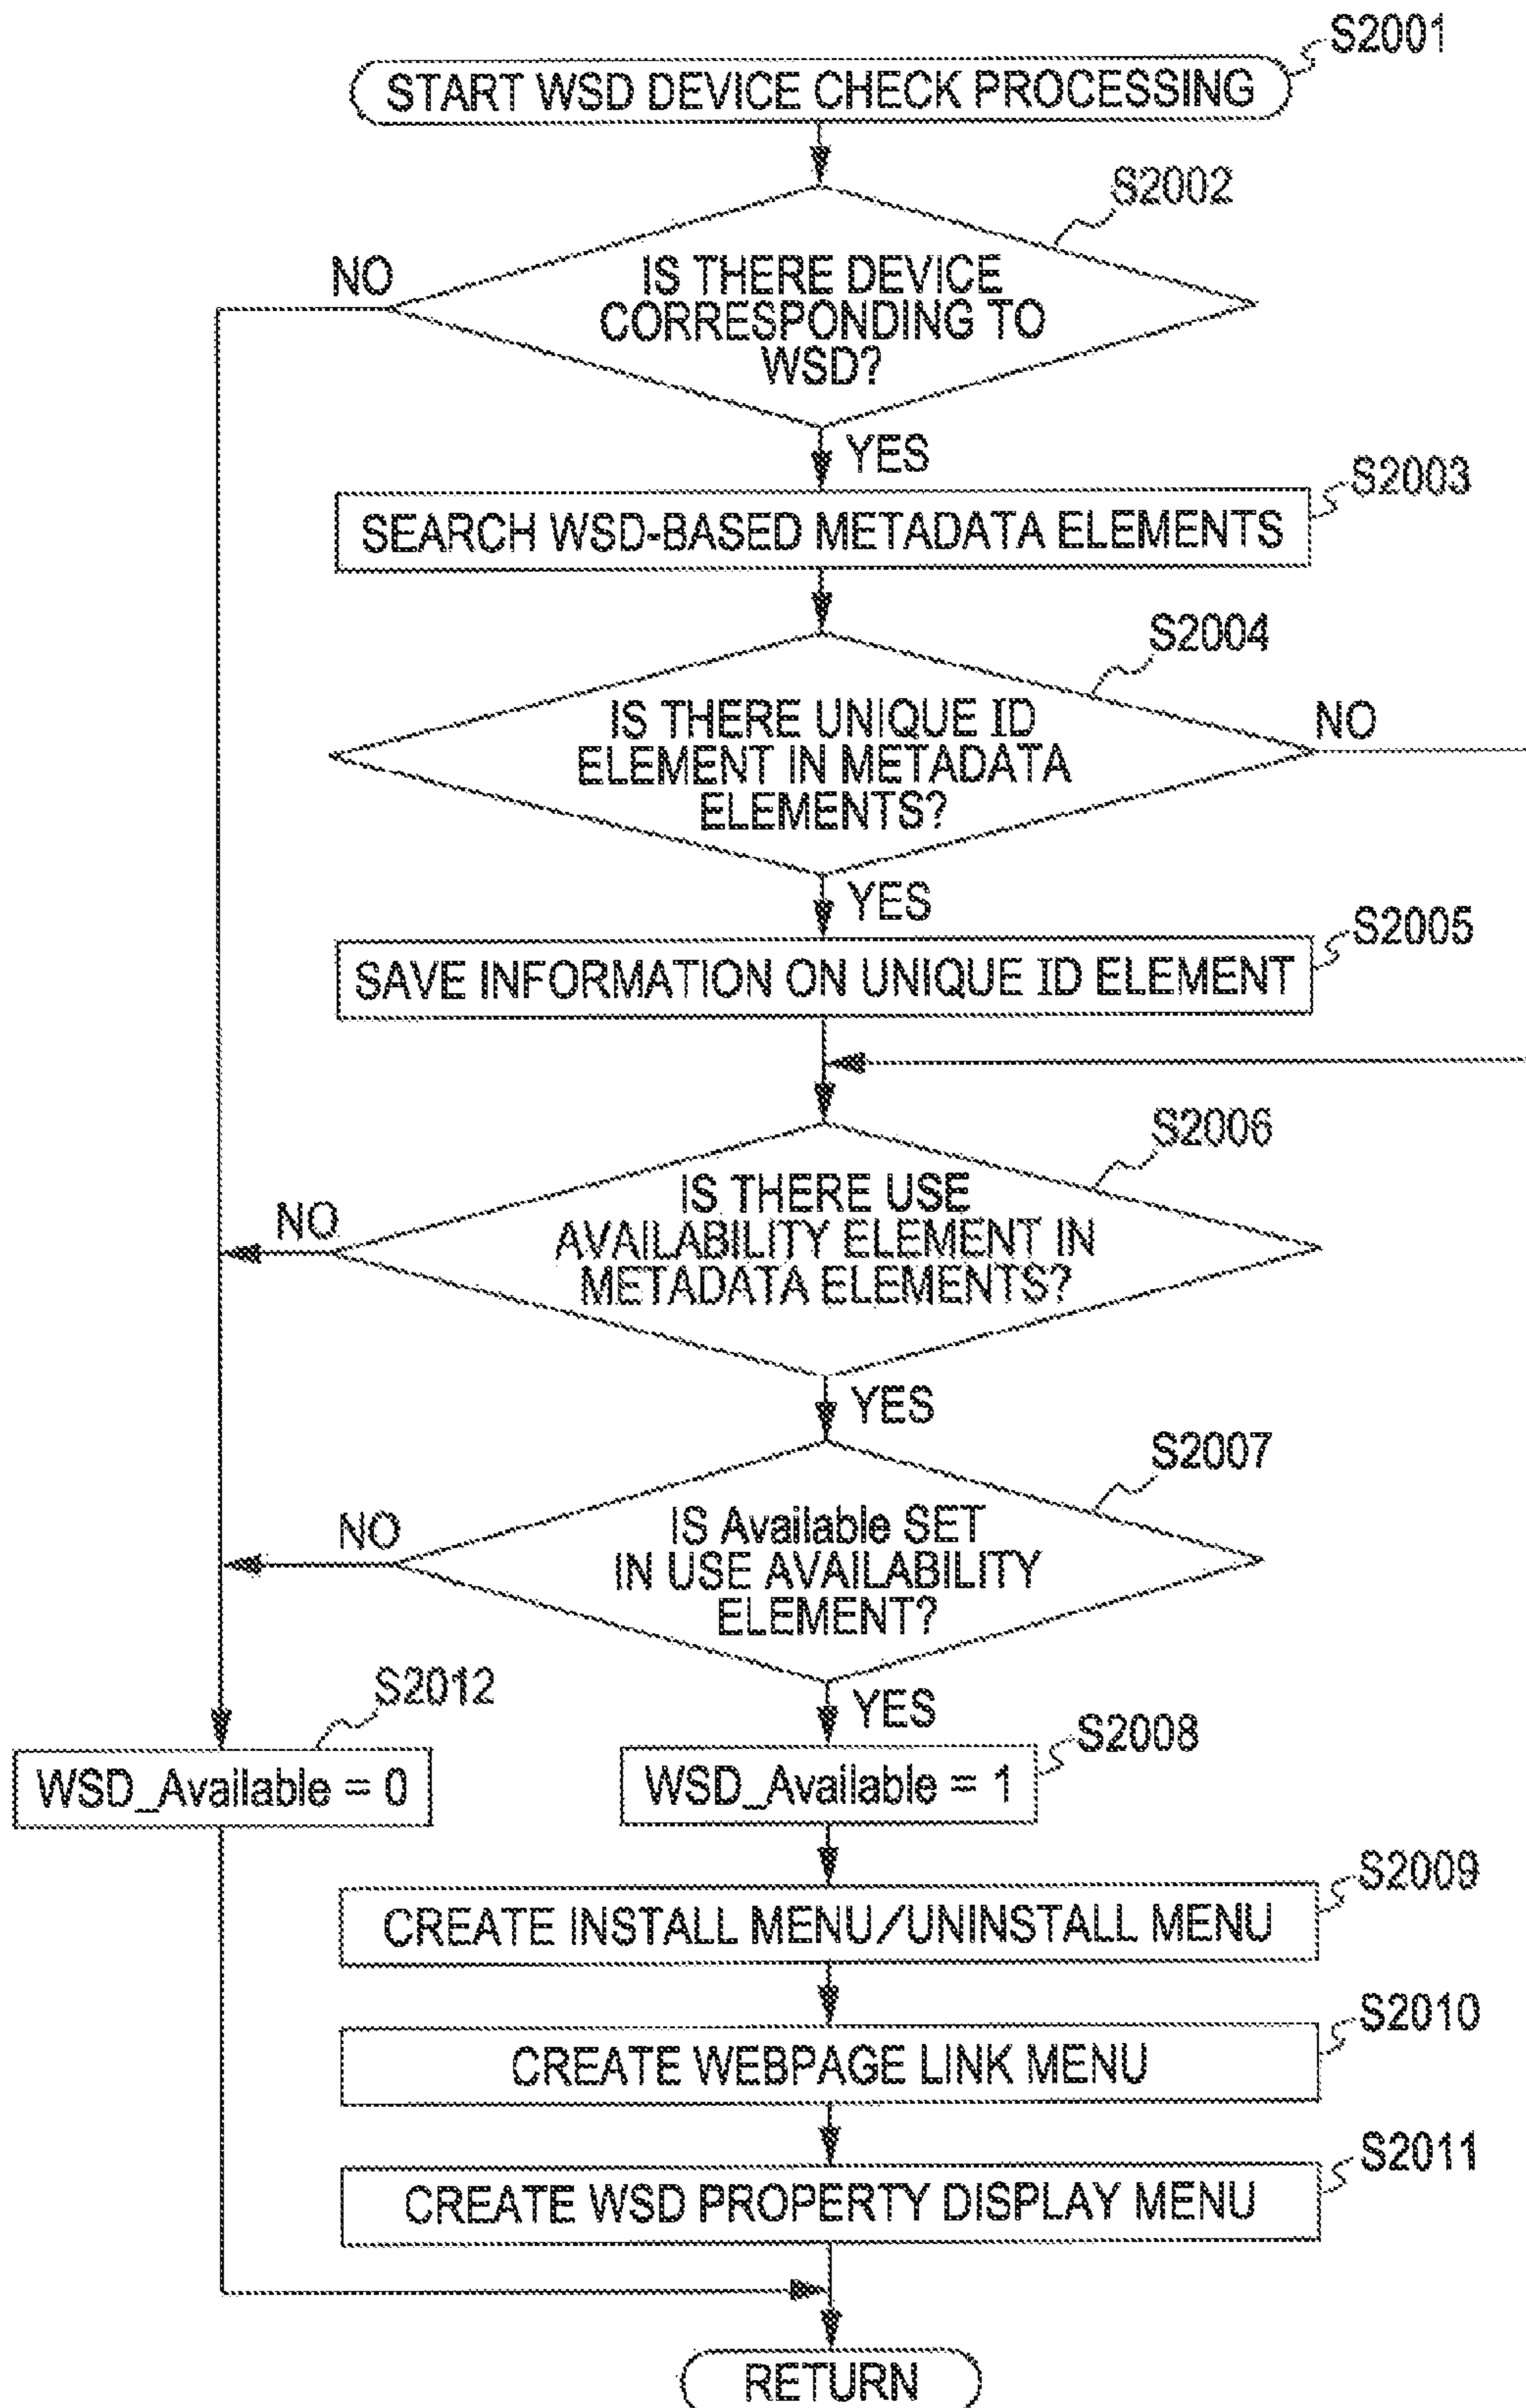 S2001
START WSD DEVICE CHECK PROCESSING
S2002
NO
IS THERE DEVICE
CORRESPONDING TO
WSD?
YES
S2003
SEARCH WSD-BASED METADATA ELEMENTS
S2004
IS THERE UNIQUE ID
ELEMENT IN METADATA
ELEMENTS?
NO
YES
S2005
SAVE INFORMATION ON UNIQUE ID ELEMENT
S2006
NO
IS THERE USE
AVAILABILITY ELEMENT IN
METADATA ELEMENTS?
YES
S2007
NO
IS Available SET
IN USE AVAILABILITY
ELEMENT?
YES
S2012
WSD_Available = 0
S2008
WSD_Available = 1
S2009
CREATE INSTALL MENU/UNINSTALL MENU
S2010
CREATE WEBPAGE LINK MENU
S2011
CREATE WSD PROPERTY DISPLAY MENU
RETURN